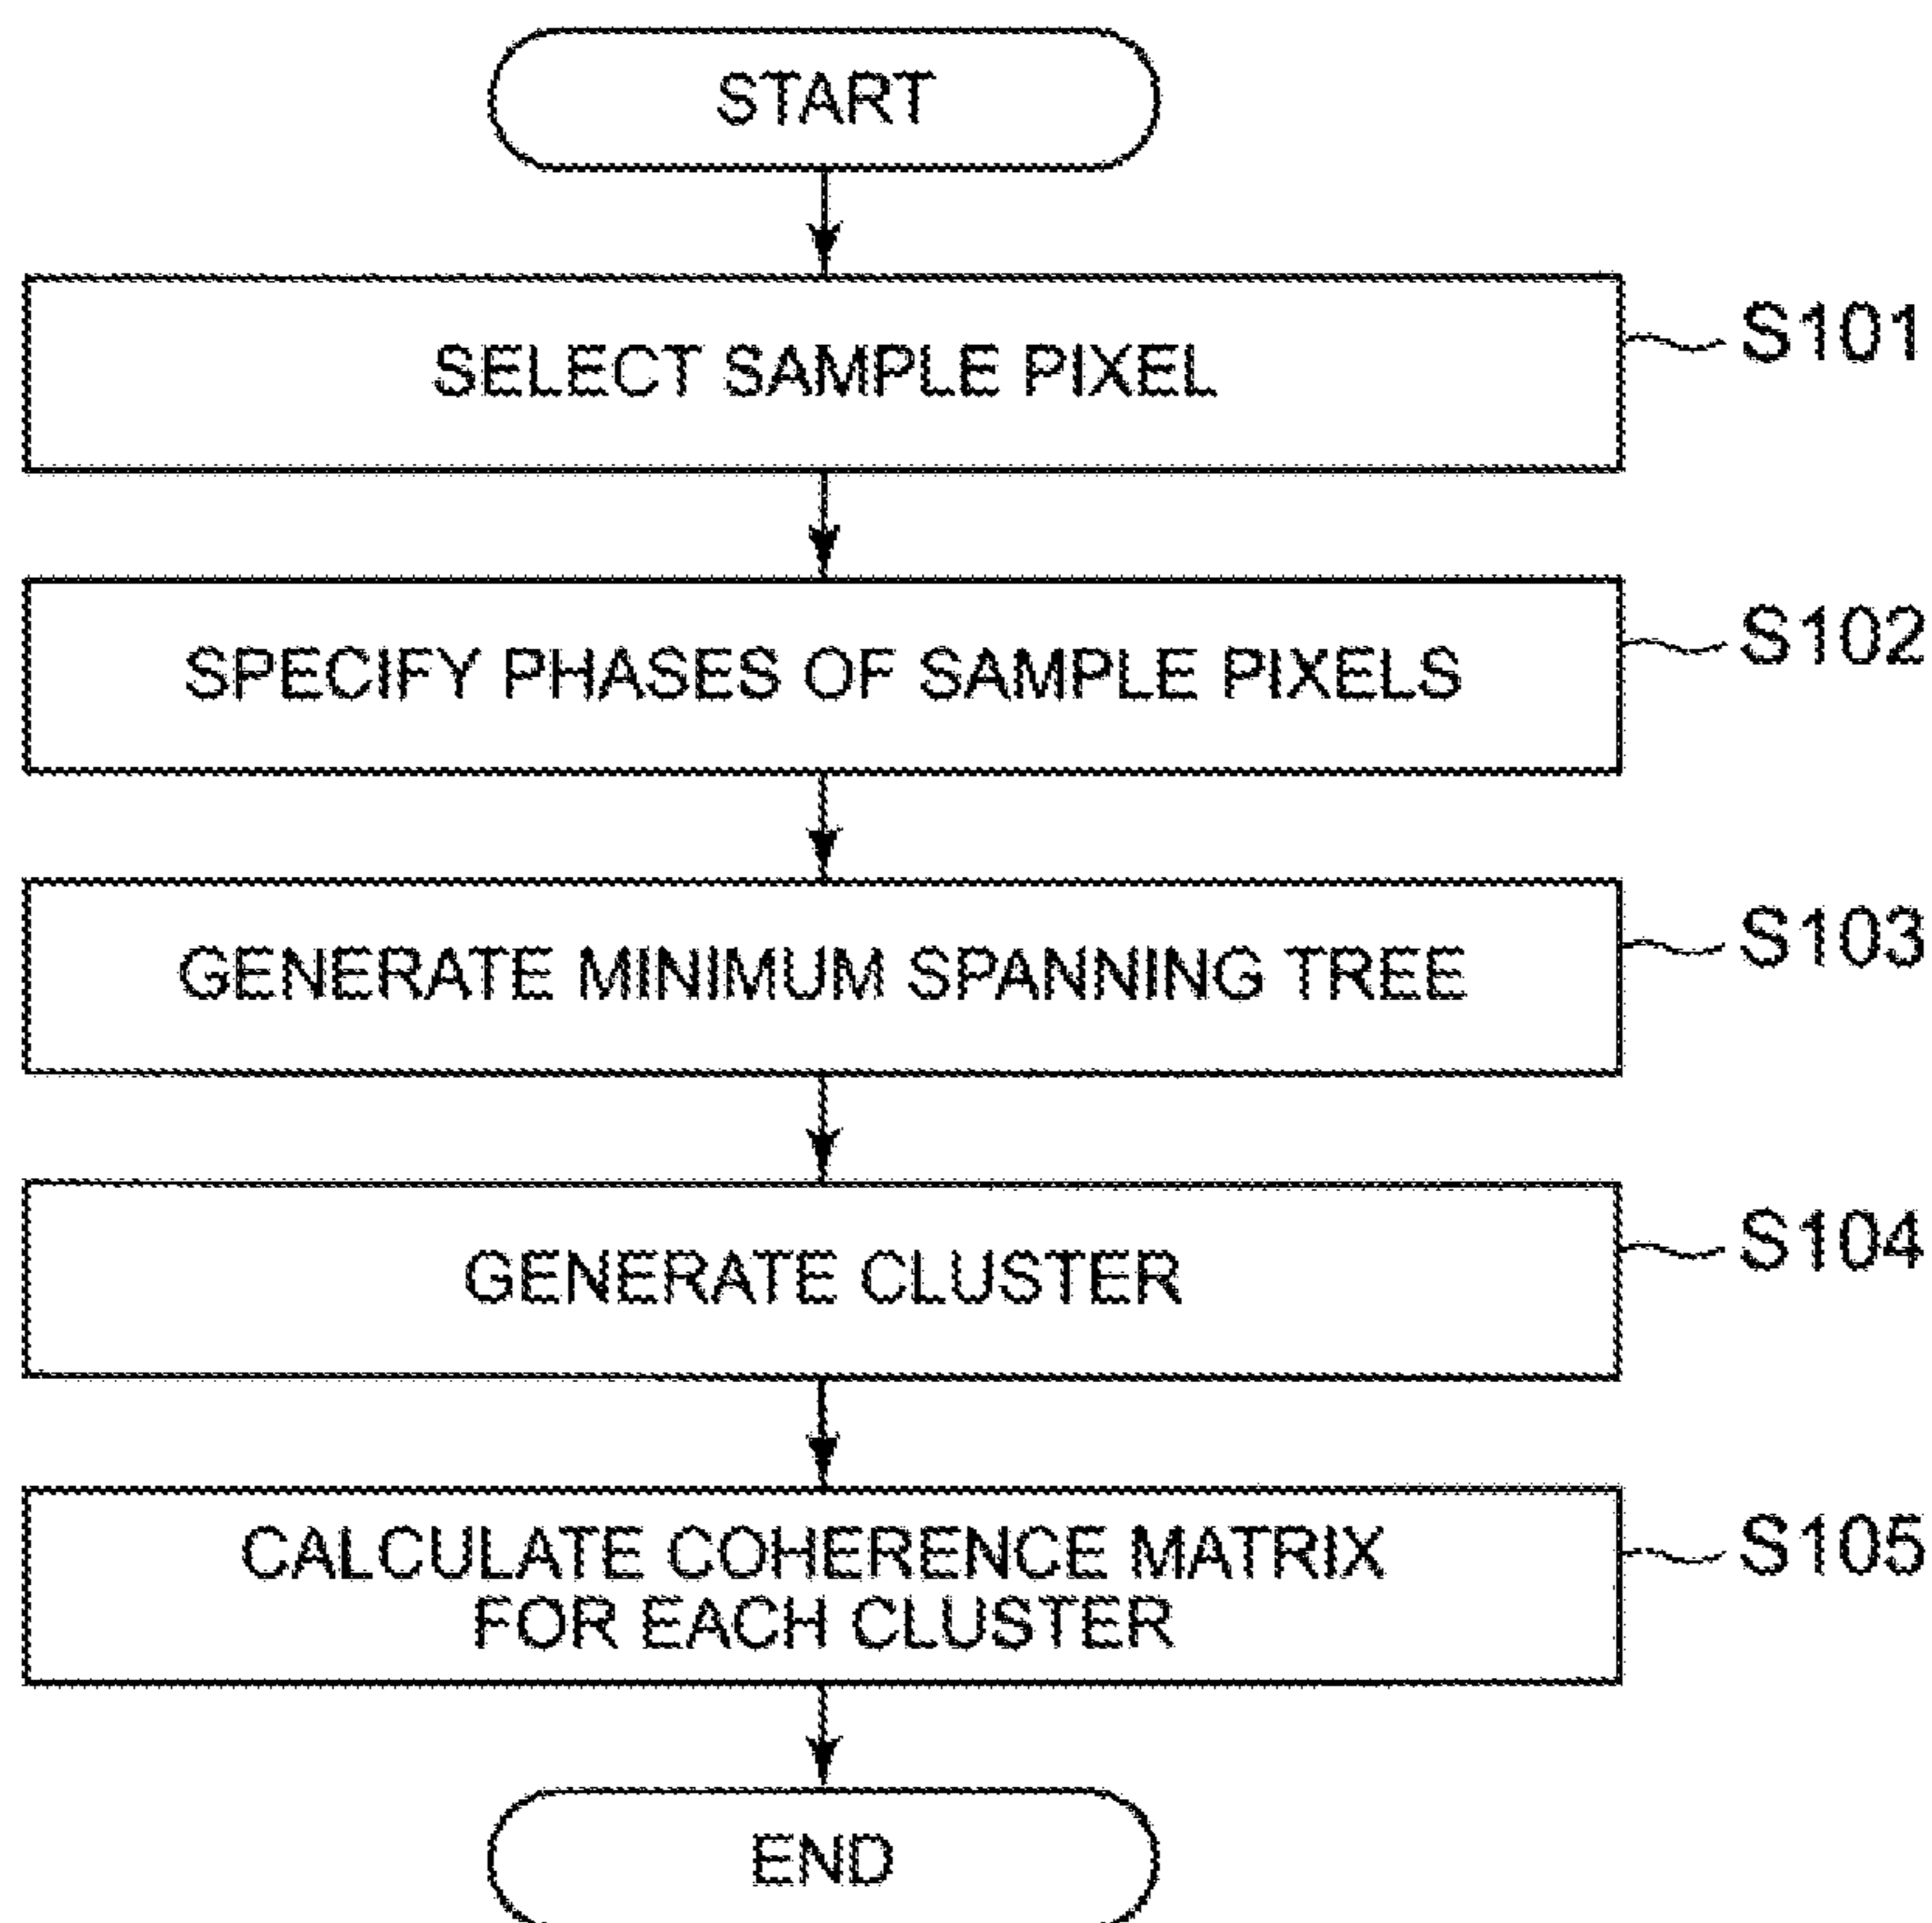 START
SELECT SAMPLE PIXEL
S101
SPECIFY PHASES OF SAMPLE PIXELS
S102
GENERATE MINIMUM SPANNING TREE
S103
GENERATE CLUSTER
S104
CALCULATE COHERENCE MATRIX
FOR EACH CLUSTER
S105
END